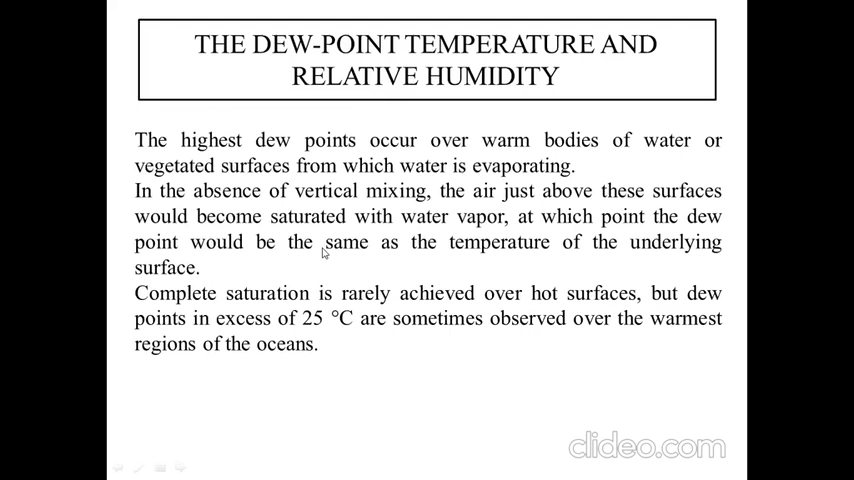 THE DEW-POINT TEMPERATURE AND
RELATIVE HUMIDITY
The highest dew points occur over warm bodies of water or
vegetated surfaces from which water is evaporating.
In the absence of vertical mixing, the air just above these surfaces
would become saturated with water vapor, at which point the dew
point would be the same as the temperature of the underlying
surface.
Complete saturation is rarely achieved over hot surfaces, but dew
points in excess of 25 °C are sometimes observed over the warmest
regions of the oceans.
clideo.com